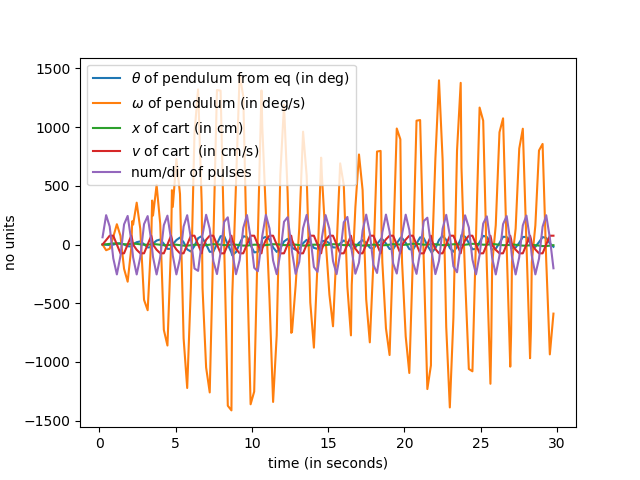 θ of pendulum from eq (in deg)
ω of pendulum (in deg/s)
x of cart (in cm)
v of cart  (in cm/s)
num/dir of pulses
no units
1500
1000
500
0
−500
−1000
−1500
0 5 10 15 20 25 30
time (in seconds)